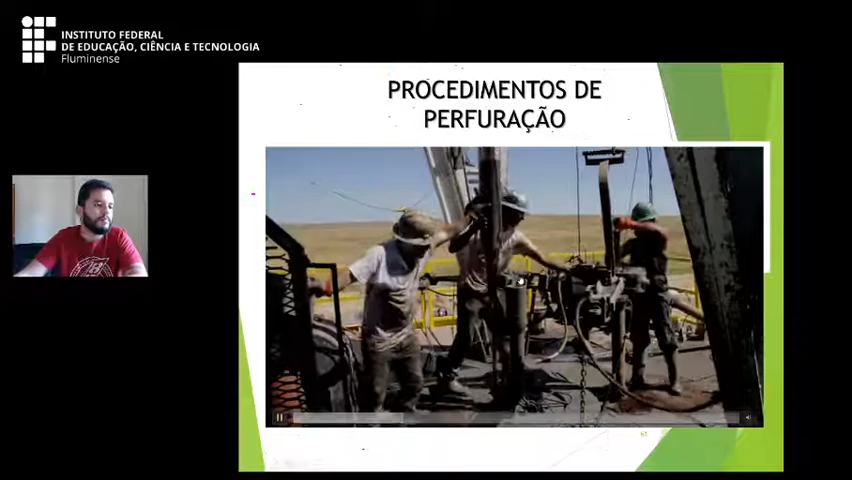 INSTITUTO FEDERAL
DE EDUCAÇÃO, CIÊNCIA E TECNOLOGIA
Fluminense
PROCEDIMENTOS DE
PERFURAÇÃO